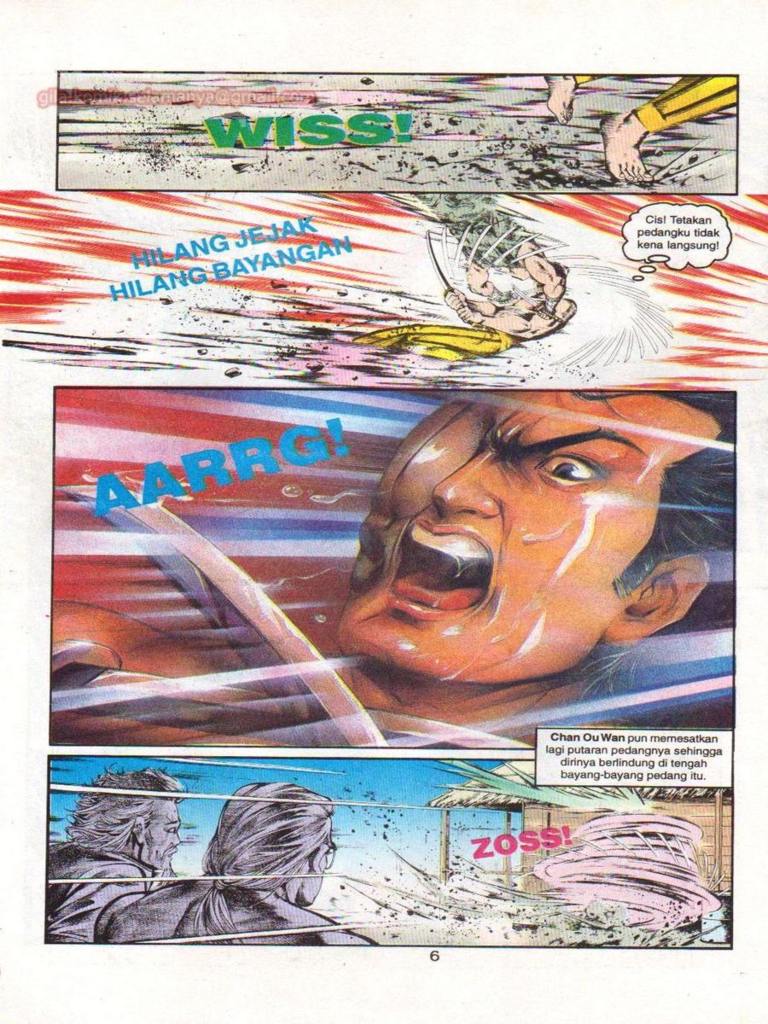 WISS!
HILANG JEJAK
HILANG BAYANGAN
Cis! Tetakan
pedangku tidak
kena langsung!
AARRG!
Chan Ou Wan pun memesatkan
lagi putaran pedangnya sehingga
dirinya berlindung di tengah
bayang-bayang pedang itu.
ZOSS!
6